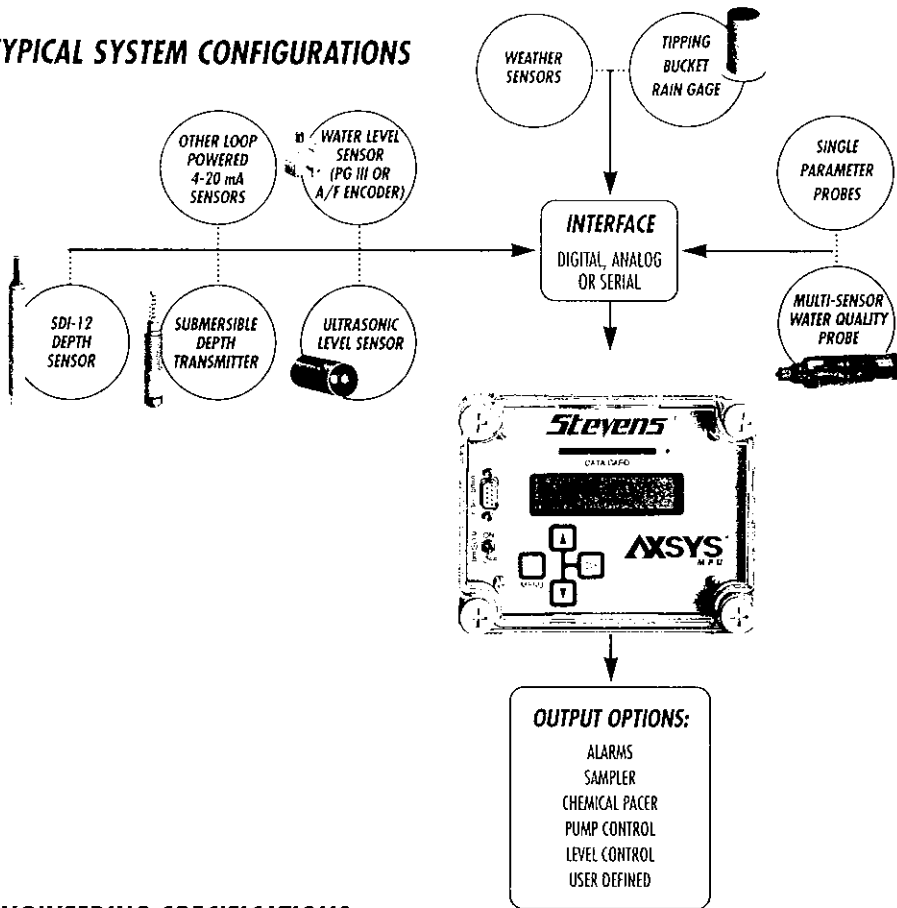 TYPICAL SYSTEM CONFIGURATIONS
WEATHER
SENSORS
TIPPING
BUCKET
RAIN GAGE
OTHER LOOP
POWERED
4-20 mA
SENSORS
WATER LEVEL
SENSOR
(PG III OR
A/F ENCODER)
SINGLE
PARAMETER
PROBES
INTERFACE
DIGITAL, ANALOG
OR SERIAL
SDI-12
DEPTH
SENSOR
SUBMERSIBLE
DEPTH
TRANSMITTER
ULTRASONIC
LEVEL SENSOR
MULTI-SENSOR
WATER QUALITY
PROBE
Stevens
DATA CARD
ON
MENU
AXSYS
MPU
OUTPUT OPTIONS:
ALARMS
SAMPLER
CHEMICAL PACER
PUMP CONTROL
LEVEL CONTROL
USER DEFINED